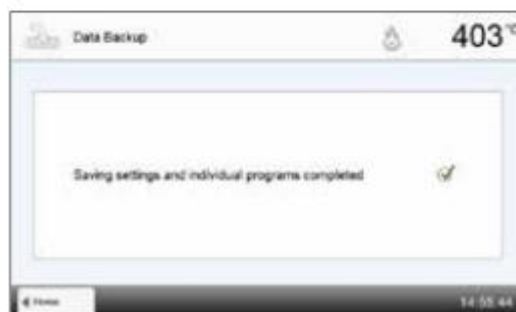 Data Backup
403 °C
Saving settings and individual programs completed
Home
14:55:44